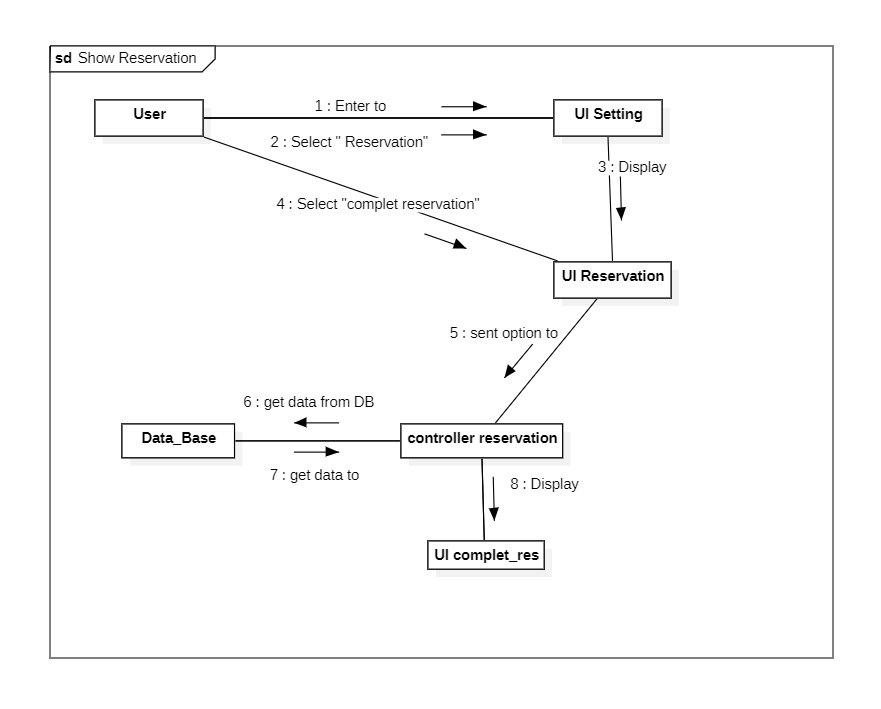 sd Show Reservation
User
1 : Enter to
UI Setting
2 : Select " Reservation"
3 : Display
4 : Select "complet reservation"
UI Reservation
5 : sent option to
6 : get data from DB
Data_Base
controller reservation
7 : get data to
8 : Display
UI complet_res